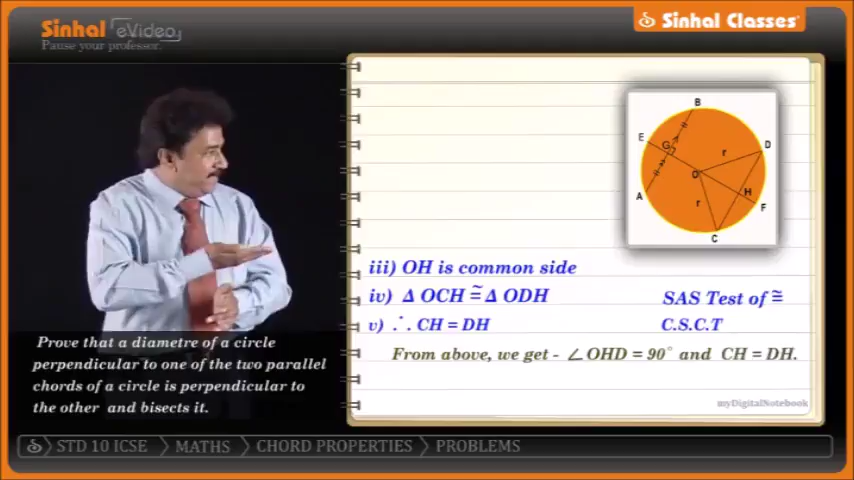 Sinhal eVideo
Pause your professor.
Sinhal Classes
B
E
G
D
r
O
H
A
r
F
C
iii) OH is common side
iv) Δ OCH ≅ Δ ODH SAS Test of ≅
v) ∴ CH = DH C.S.C.T
From above, we get - ∠ OHD = 90° and CH = DH.
Prove that a diametre of a circle
perpendicular to one of the two parallel
chords of a circle is perpendicular to
the other and bisects it.
myDigitalNotebook
STD 10 ICSE MATHS CHORD PROPERTIES PROBLEMS